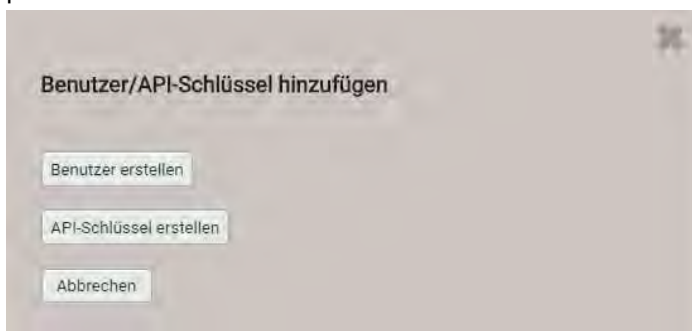 Benutzer/API-Schlüssel hinzufügen
Benutzer erstellen
API-Schlüssel erstellen
Abbrechen